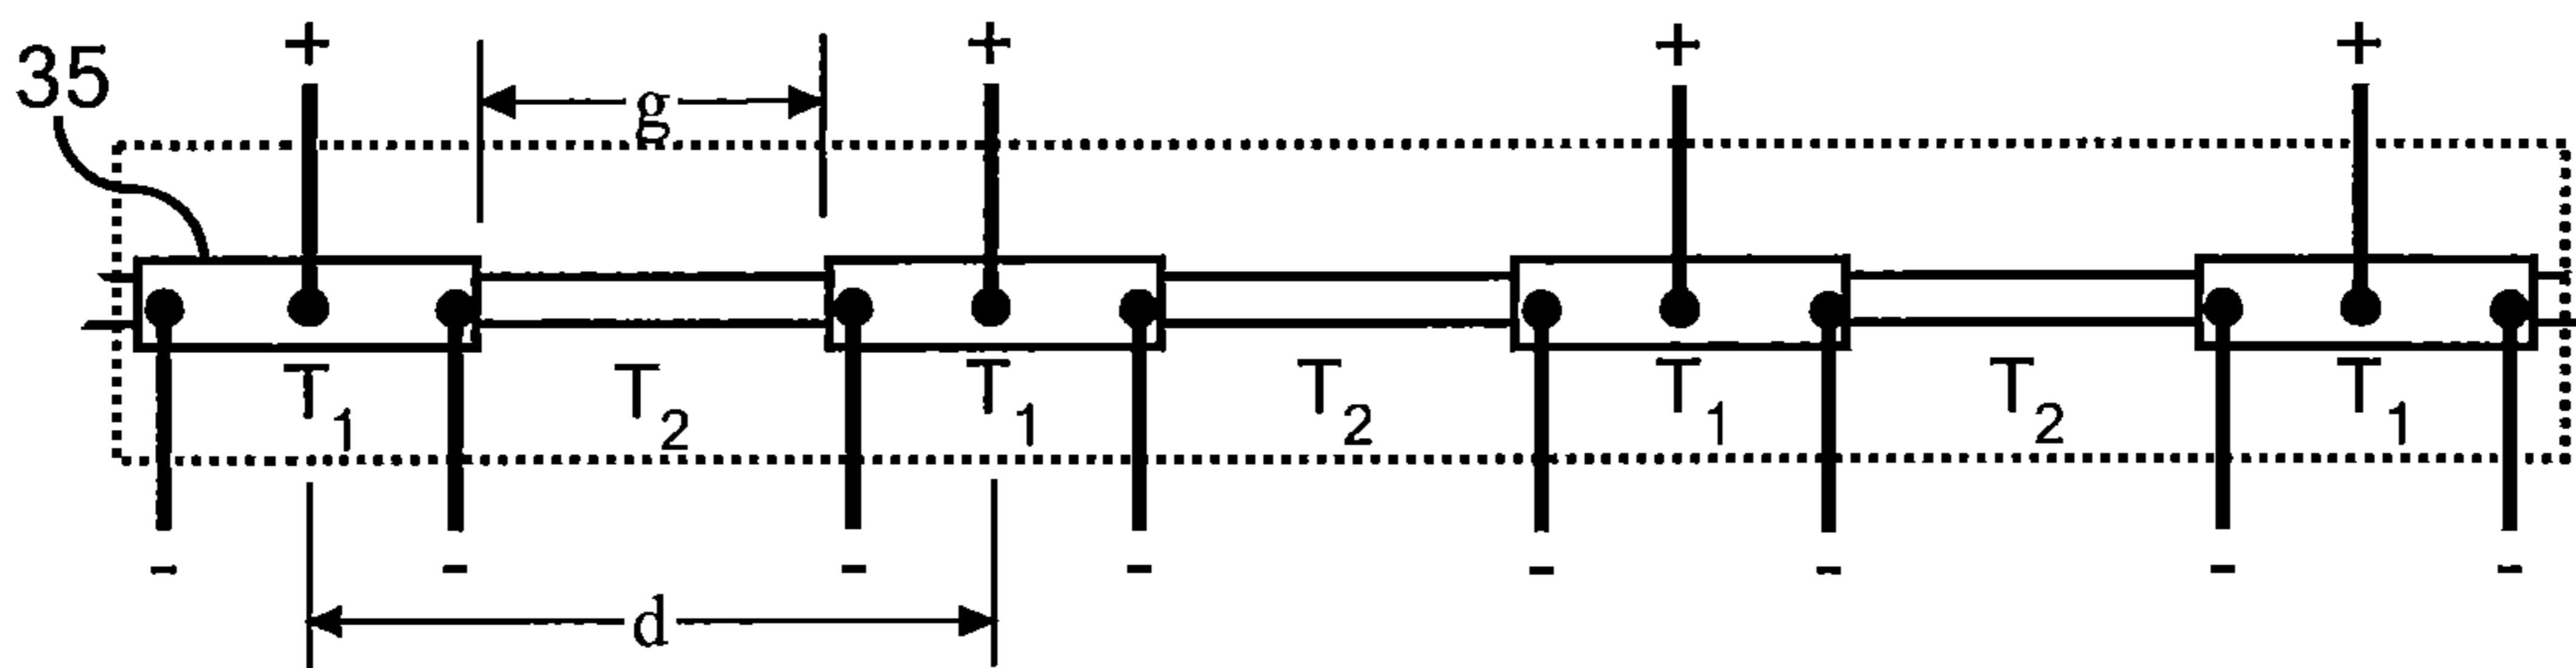 35 + + + +
g
T1 T2 T1 T2 T1 T2 T1
- - - - - - - -
d